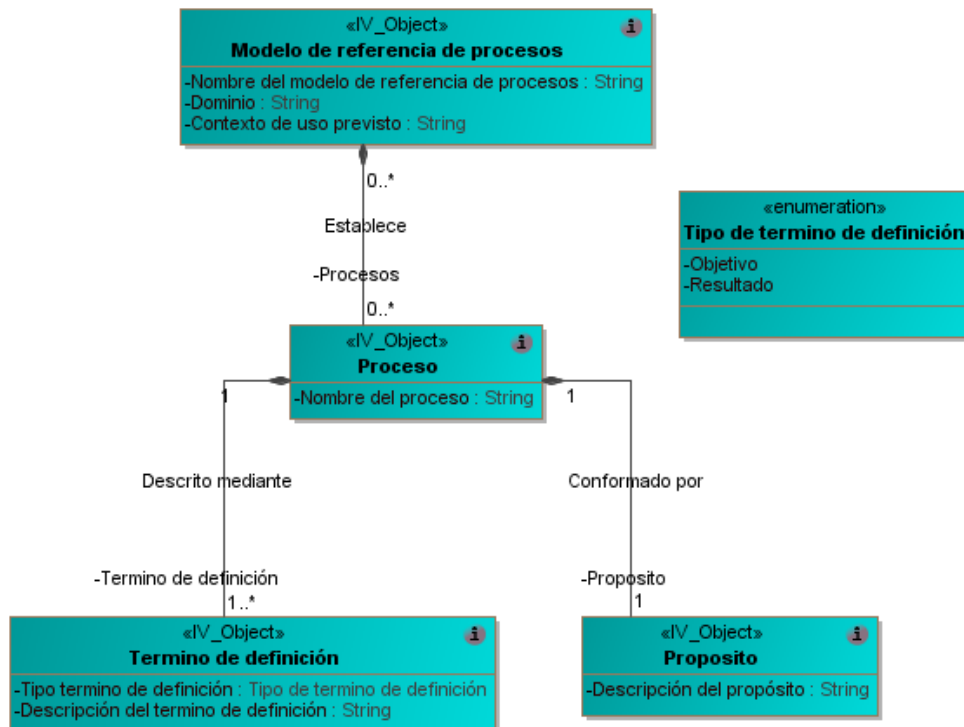 «IV_Object»
Modelo de referencia de procesos
-Nombre del modelo de referencia de procesos : String
-Dominio : String
-Contexto de uso previsto : String
0..*
Establece
-Procesos
0..*
«enumeration»
Tipo de termino de definición
-Objetivo
-Resultado
«IV_Object»
Proceso
-Nombre del proceso : String
1
1
Descrito mediante
Conformado por
-Termino de definición
1..*
-Proposito
1
«IV_Object»
Termino de definición
-Tipo termino de definición : Tipo de termino de definición
-Descripción del termino de definición : String
«IV_Object»
Proposito
-Descripción del propósito : String